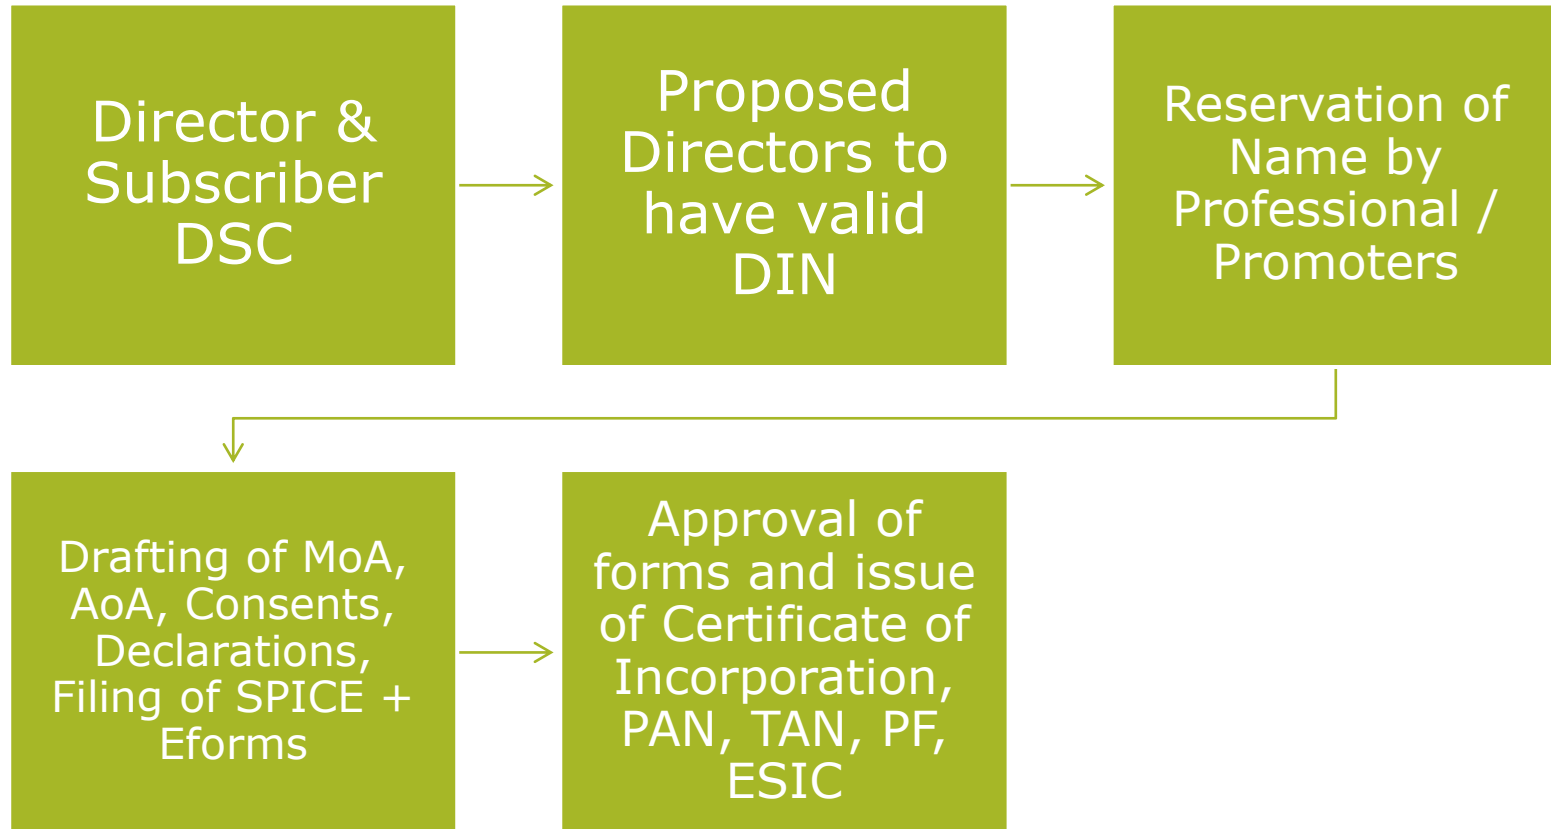 Director &
Subscriber
DSC
Proposed
Directors to
have valid
DIN
Reservation of
Name by
Professional /
Promoters
Drafting of MoA,
AoA, Consents,
Declarations,
Filing of SPICE +
Eforms
Approval of
forms and issue
of Certificate of
Incorporation,
PAN, TAN, PF,
ESIC